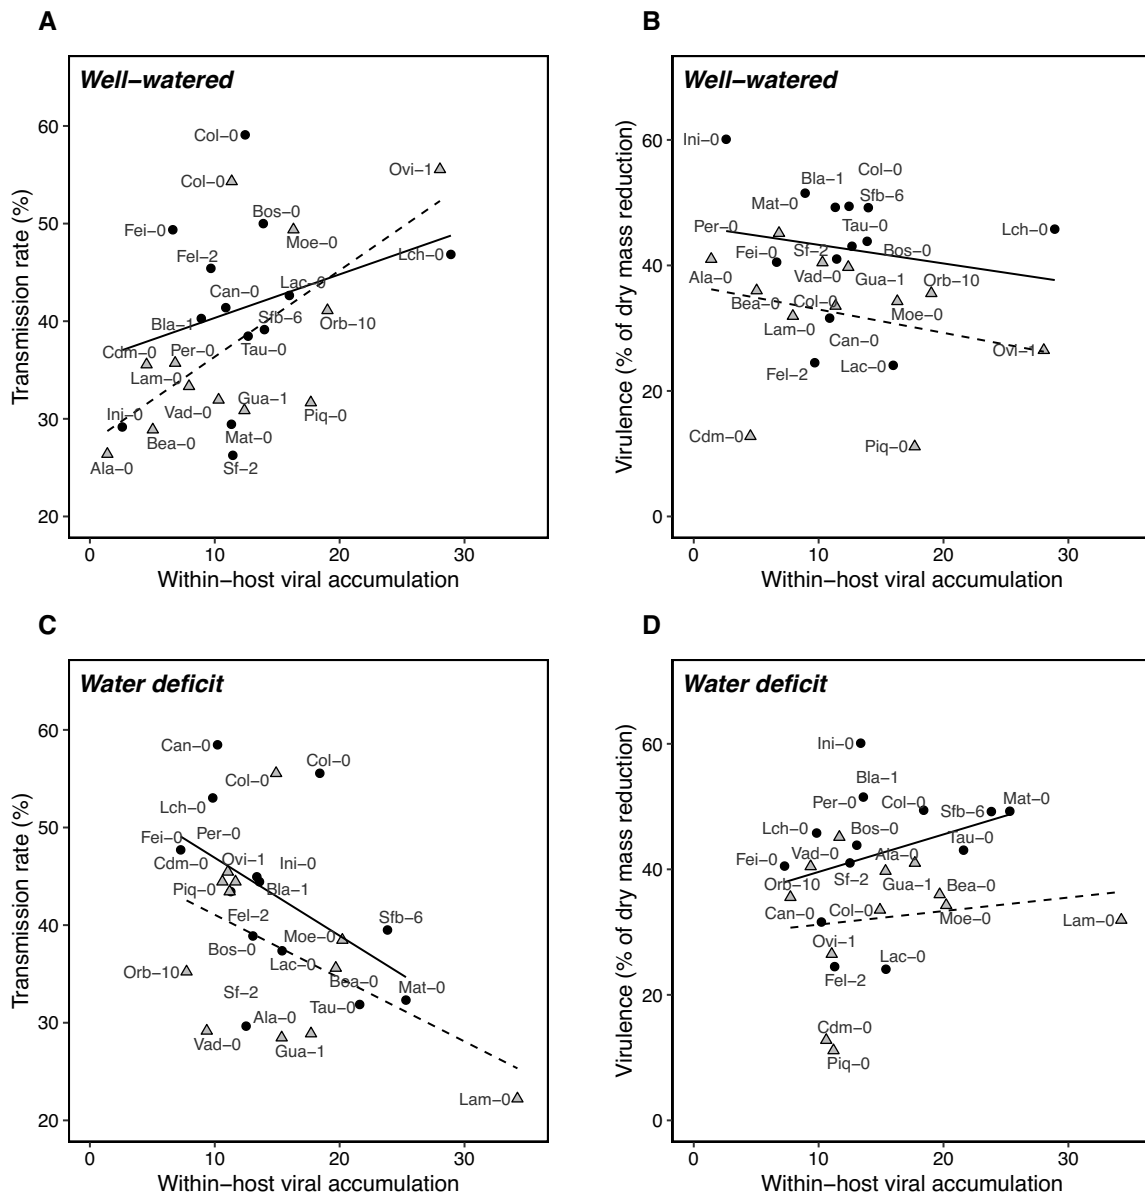 A
Well−watered
Transmission rate (%)
60
50
40
30
20
Col−0
Col−0
Ovi−1
Bos−0
Fei−0
Moe−0
Fel−2
Lch−0
Lac−0
Can−0
Bla−1
Sfb−6
Orb−10
Tau−0
Cdm−0
Per−0
Lam−0
Gua−1
Vad−0
Piq−0
Ini−0
Bea−0
Mat−0
Ala−0
Sf−2
0
10
20
30
Within−host viral accumulation
B
Well−watered
Virulence (% of dry mass reduction)
60
40
20
0
Ini−0
Col−0
Bla−1
Sfb−6
Mat−0
Per−0
Tau−0
Lch−0
Fei−0
Sf−2
Bos−0
Ala−0
Vad−0
Gua−1
Orb−10
Bea−0
Col−0
Moe−0
Lam−0
Can−0
Ovi−1
Fel−2
Lac−0
Cdm−0
Piq−0
0
10
20
30
Within−host viral accumulation
C
Water deficit
Transmission rate (%)
60
50
40
30
20
Can−0
Col−0
Col−0
Lch−0
Fei−0
Per−0
Cdm−0
Ovi−1
Ini−0
Piq−0
Bla−1
Fel−2
Sfb−6
Bos−0
Moe−0
Lac−0
Orb−10
Bea−0
Mat−0
Sf−2
Tau−0
Ala−0
Vad−0
Gua−1
Lam−0
0
10
20
30
Within−host viral accumulation
D
Water deficit
Virulence (% of dry mass reduction)
60
40
20
0
Ini−0
Bla−1
Per−0
Col−0
Sfb−6
Mat−0
Lch−0
Bos−0
Tau−0
Fei−0
Vad−0
Ala−0
Sf−2
Orb−10
Gua−1
Bea−0
Can−0
Col−0
Moe−0
Lam−0
Ovi−1
Fel−2
Lac−0
Cdm−0
Piq−0
0
10
20
30
Within−host viral accumulation